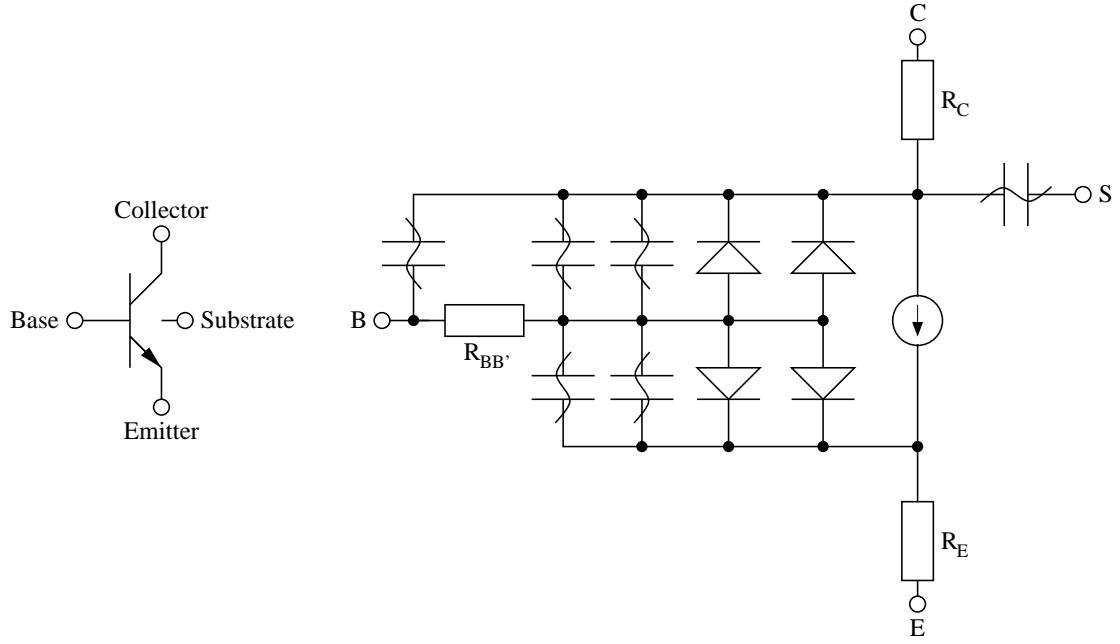 C
R_C
S
Collector
Base
Substrate
Emitter
B
R_BB'
R_E
E